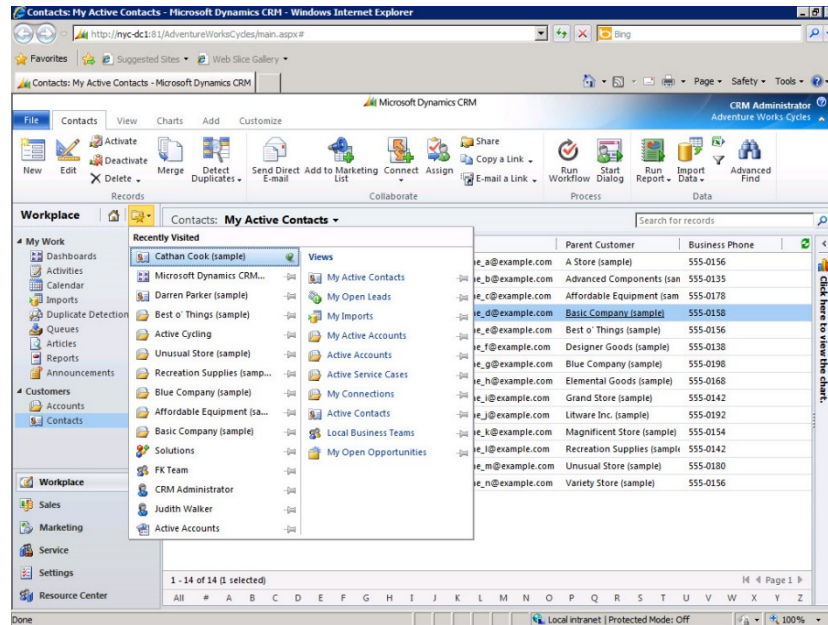 Contacts: My Active Contacts - Microsoft Dynamics CRM - Windows Internet Explorer
http://nyc-dc1:81/AdventureWorksCycles/main.aspx#
Bing
Favorites Suggested Sites Web Slice Gallery
Contacts: My Active Contacts - Microsoft Dynamics CRM
Page Safety Tools
Microsoft Dynamics CRM
CRM Administrator
Adventure Works Cycles
File Contacts View Charts Add Customize
New
Edit
Activate
Deactivate
Delete
Records
Merge
Detect Duplicates
Send Direct E-mail
Add to Marketing List
Connect
Assign
Share
Copy a Link
E-mail a Link
Collaborate
Run Workflow
Start Dialog
Process
Run Report
Import Data
Advanced Find
Data
Workplace
Contacts: My Active Contacts
Search for records
My Work
Dashboards
Activities
Calendar
Imports
Duplicate Detection
Queues
Articles
Reports
Announcements
Customers
Accounts
Contacts
Workplace
Sales
Marketing
Service
Settings
Resource Center
Recently Visited
Cathan Cook (sample)
Microsoft Dynamics CRM...
Darren Parker (sample)
Best o' Things (sample)
Active Cycling
Unusual Store (sample)
Recreation Supplies (samp...
Blue Company (sample)
Affordable Equipment (sa...
Basic Company (sample)
Solutions
FK Team
CRM Administrator
Judith Walker
Active Accounts
Views
My Active Contacts
My Open Leads
My Imports
My Active Accounts
Active Accounts
Active Service Cases
My Connections
Active Contacts
Local Business Teams
My Open Opportunities
Parent Customer Business Phone
ne_a@example.com A Store (sample) 555-0156
ne_b@example.com Advanced Components (san 555-0135
ne_c@example.com Affordable Equipment (sam 555-0178
ne_d@example.com Basic Company (sample) 555-0158
ne_e@example.com Best o' Things (sample) 555-0156
ne_f@example.com Designer Goods (sample) 555-0138
ne_g@example.com Blue Company (sample) 555-0198
ne_h@example.com Elemental Goods (sample) 555-0168
ne_i@example.com Grand Store (sample) 555-0142
ne_j@example.com Litware Inc. (sample) 555-0192
ne_k@example.com Magnificent Store (sample) 555-0154
ne_l@example.com Recreation Supplies (sample 555-0142
ne_m@example.com Unusual Store (sample) 555-0180
ne_n@example.com Variety Store (sample) 555-0156
Click here to view the chart.
1 - 14 of 14 (1 selected)
Page 1
All # A B C D E F G H I J K L M N O P Q R S T U V W X Y Z
Done
Local intranet | Protected Mode: Off
100%